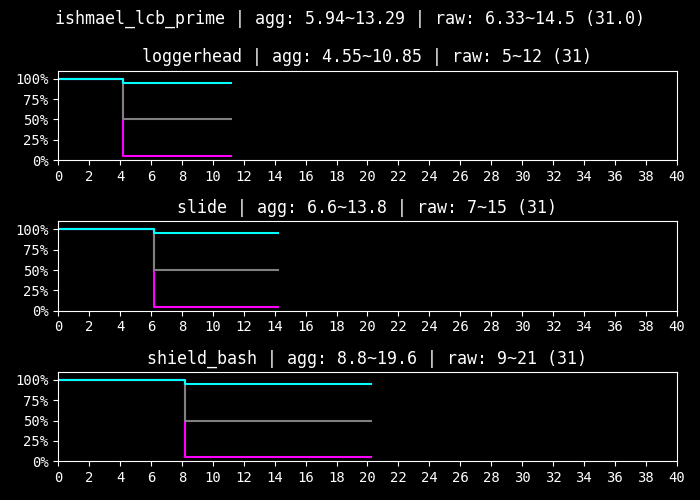 ishmael_lcb_prime | agg: 5.94~13.29 | raw: 6.33~14.5 (31.0)
loggerhead | agg: 4.55~10.85 | raw: 5~12 (31)
100%
75%
50%
25%
0%
0 2 4 6 8 10 12 14 16 18 20 22 24 26 28 30 32 34 36 38 40
slide | agg: 6.6~13.8 | raw: 7~15 (31)
100%
75%
50%
25%
0%
0 2 4 6 8 10 12 14 16 18 20 22 24 26 28 30 32 34 36 38 40
shield_bash | agg: 8.8~19.6 | raw: 9~21 (31)
100%
75%
50%
25%
0%
0 2 4 6 8 10 12 14 16 18 20 22 24 26 28 30 32 34 36 38 40